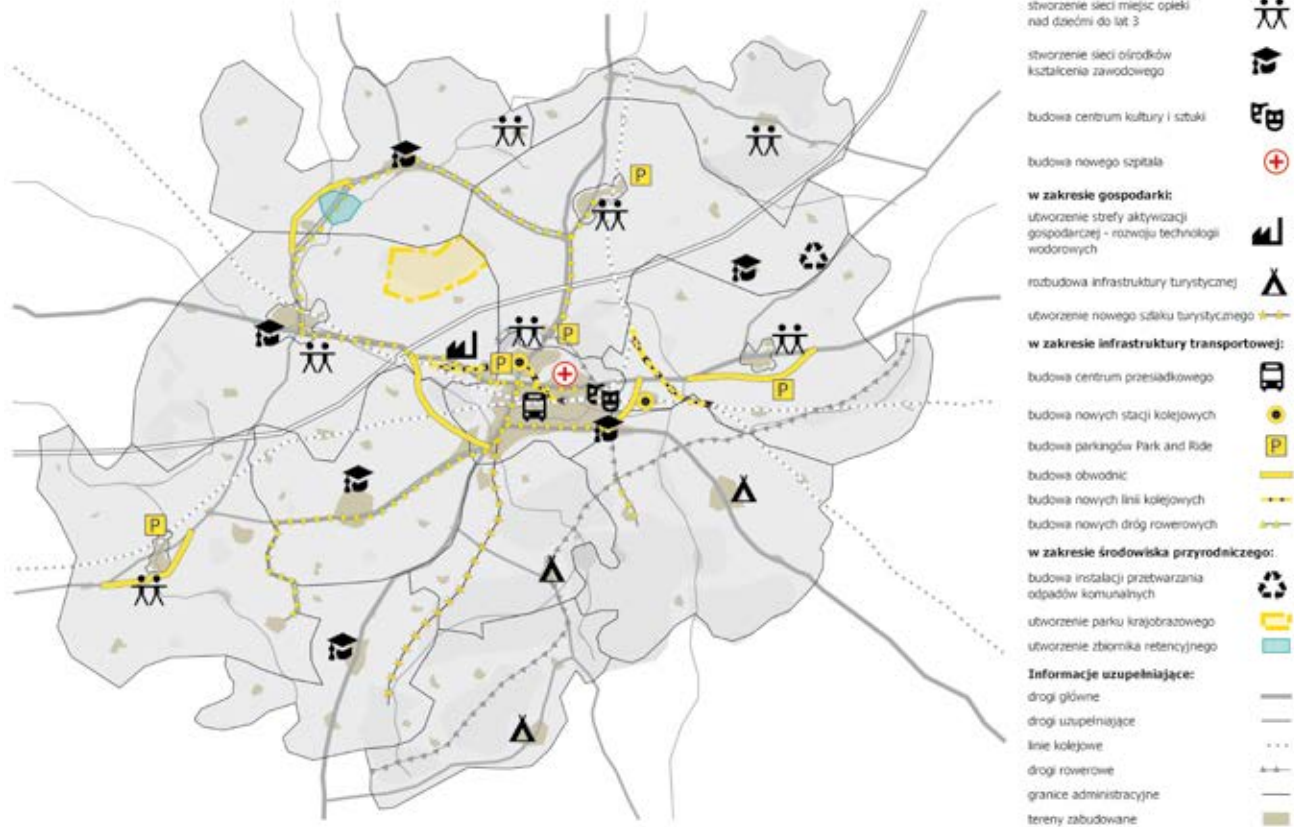 stworzenie sieci miejsc opieki
nad dziećmi do lat 3
stworzenie sieci ośrodków
kształcenia zawodowego
budowa centrum kultury i sztuki
budowa nowego szpitala
w zakresie gospodarki:
utworzenie strefy aktywizacji
gospodarczej - rozwoju technologii
wodorowych
rozbudowa infrastruktury turystycznej
utworzenie nowego szlaku turystycznego
w zakresie infrastruktury transportowej:
budowa centrum przesiadkowego
budowa nowych stacji kolejowych
budowa parkingów Park and Ride
P
budowa obwodnic
budowa nowych linii kolejowych
budowa nowych dróg rowerowych
w zakresie środowiska przyrodniczego:
budowa instalacji przetwarzania
odpadów komunalnych
utworzenie parku krajobrazowego
utworzenie zbiornika retencyjnego
Informacje uzupełniające:
drogi główne
drogi uzupełniające
linie kolejowe
drogi rowerowe
granice administracyjne
tereny zabudowane
P
P
P
P
P